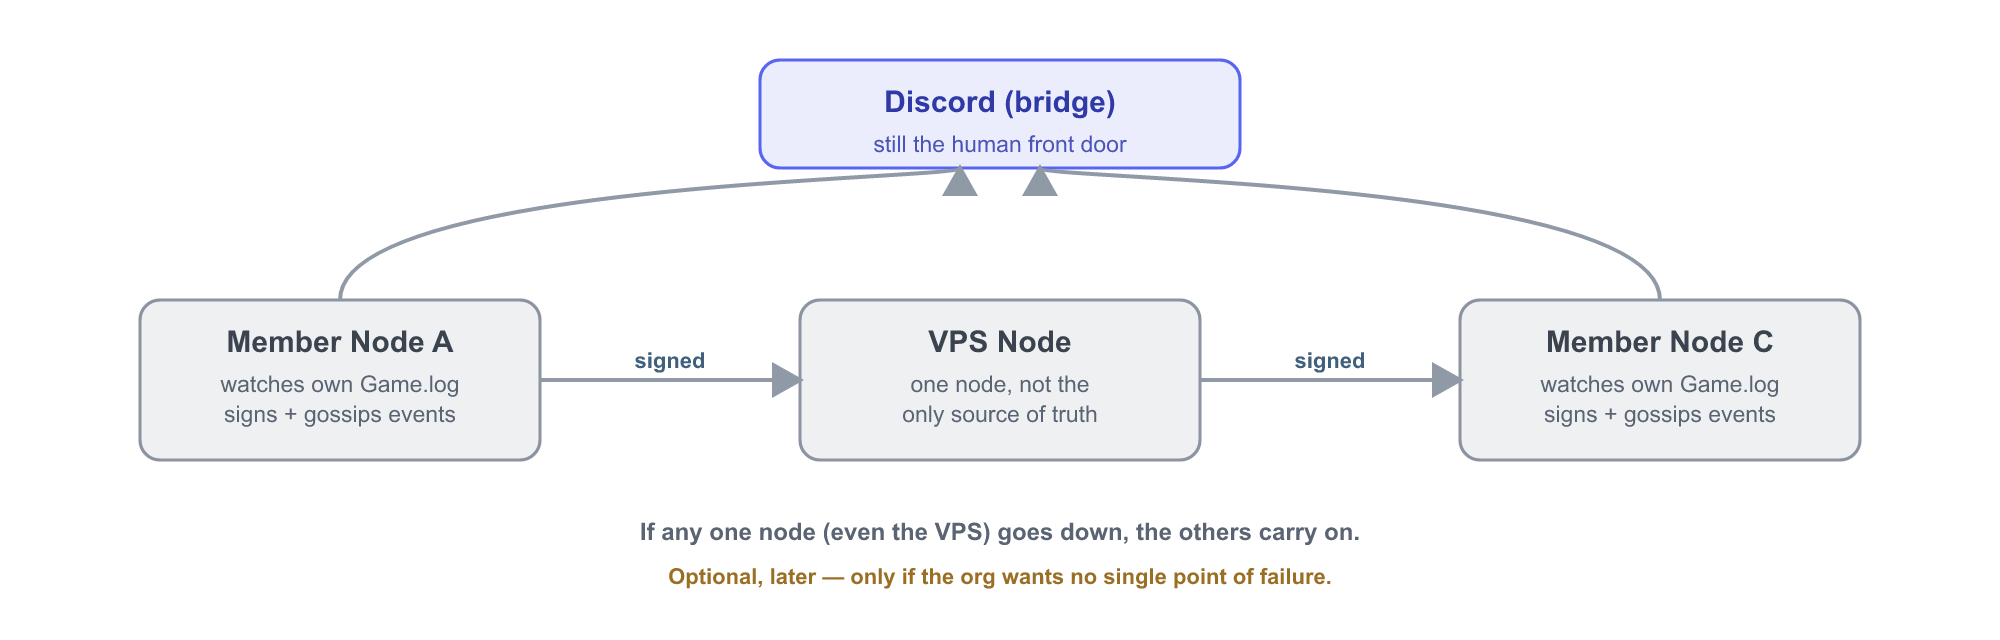 Discord (bridge)
still the human front door
Member Node A
watches own Game.log
signs + gossips events
signed
VPS Node
one node, not the
only source of truth
signed
Member Node C
watches own Game.log
signs + gossips events
If any one node (even the VPS) goes down, the others carry on.
Optional, later — only if the org wants no single point of failure.